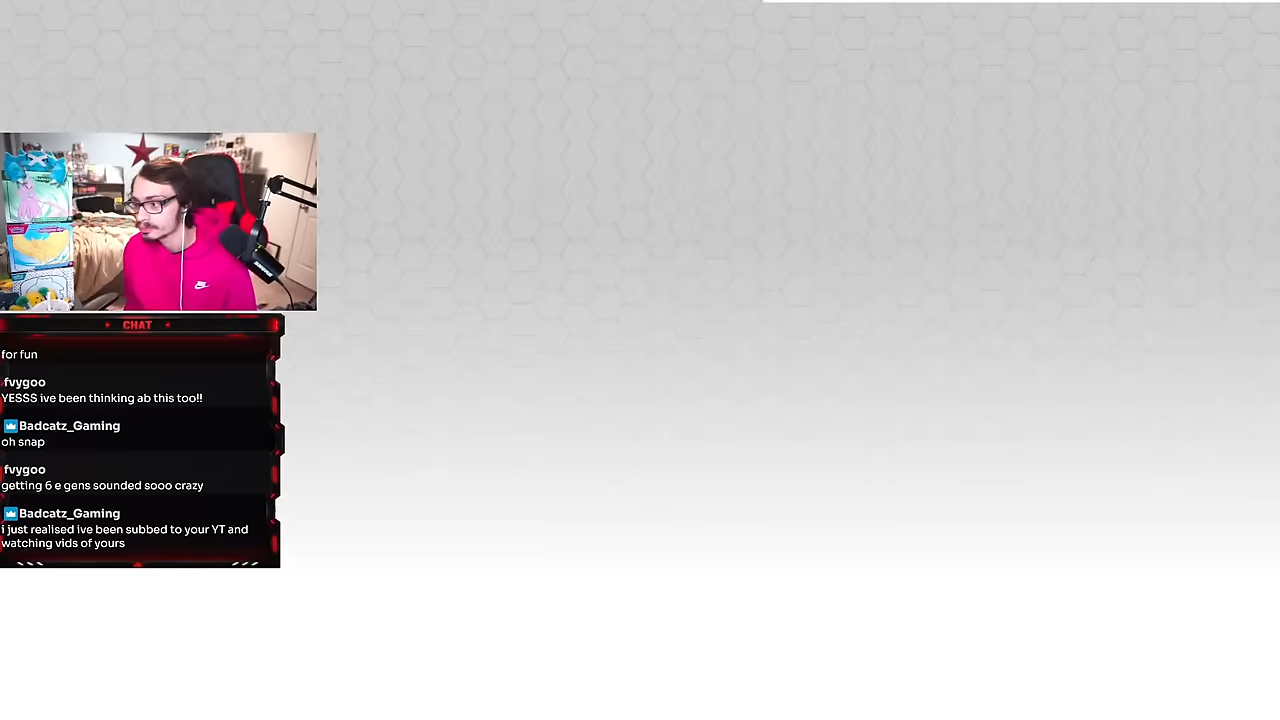 CHAT
for fun
fvygoo
YESSS ive been thinking ab this too!!
Badcatz_Gaming
oh snap
fvygoo
getting 6 e gens sounded sooo crazy
Badcatz_Gaming
i just realised ive been subbed to your YT and
watching vids of yours